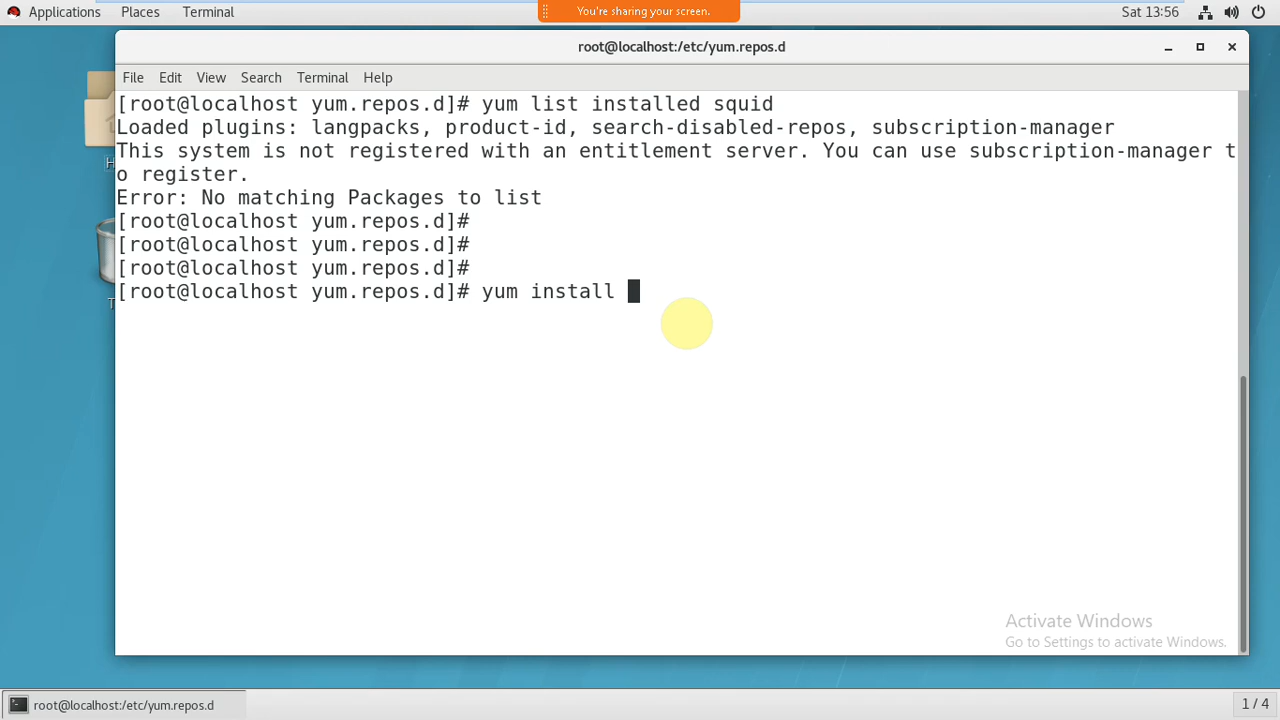 Applications Places Terminal
You're sharing your screen.
Sat 13:56
root@localhost:/etc/yum.repos.d
File Edit View Search Terminal Help
[root@localhost yum.repos.d]# yum list installed squid
Loaded plugins: langpacks, product-id, search-disabled-repos, subscription-manager
This system is not registered with an entitlement server. You can use subscription-manager t
o register.
Error: No matching Packages to list
[root@localhost yum.repos.d]#
[root@localhost yum.repos.d]#
[root@localhost yum.repos.d]#
[root@localhost yum.repos.d]# yum install
Activate Windows
Go to Settings to activate Windows.
root@localhost:/etc/yum.repos.d
1 / 4